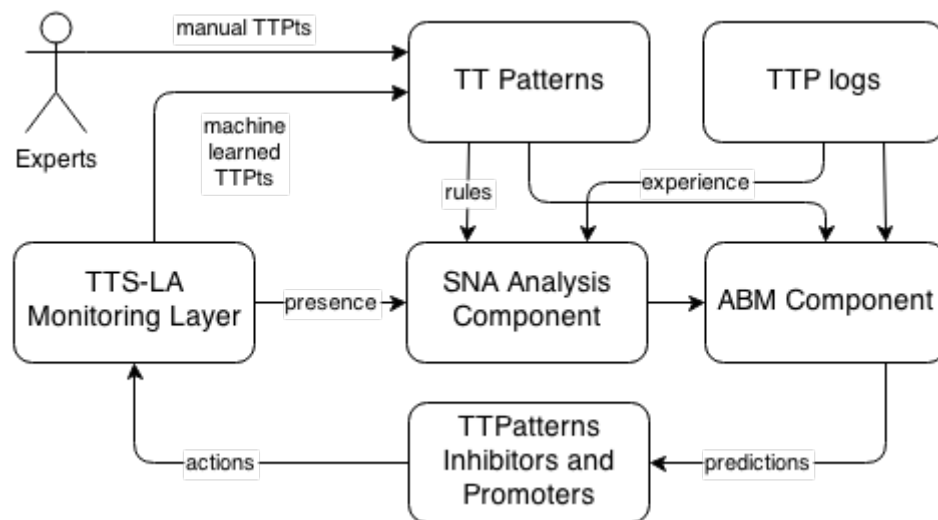 manual TTPts
TT Patterns
TTP logs
Experts
machine
learned
TTPts
rules
experience
TTS-LA
Monitoring Layer
presence
SNA Analysis
Component
ABM Component
actions
TTPatterns
Inhibitors and
Promoters
predictions